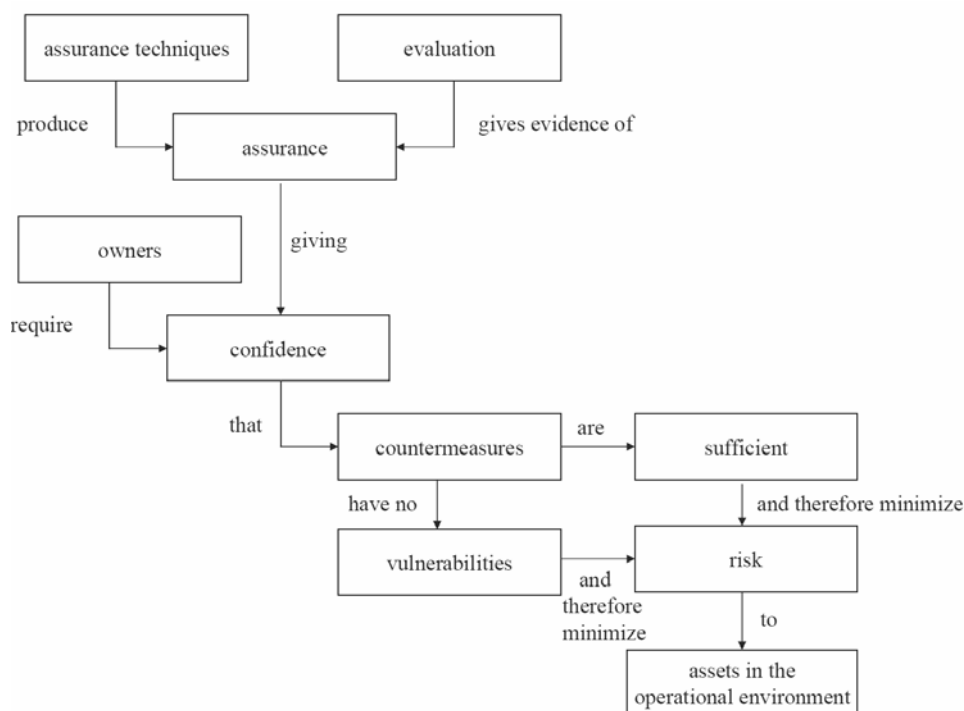 assurance techniques
evaluation
produce
gives evidence of
assurance
owners
giving
require
confidence
that
countermeasures
are
sufficient
have no
and therefore minimize
vulnerabilities
risk
and
therefore
minimize
to
assets in the
operational environment